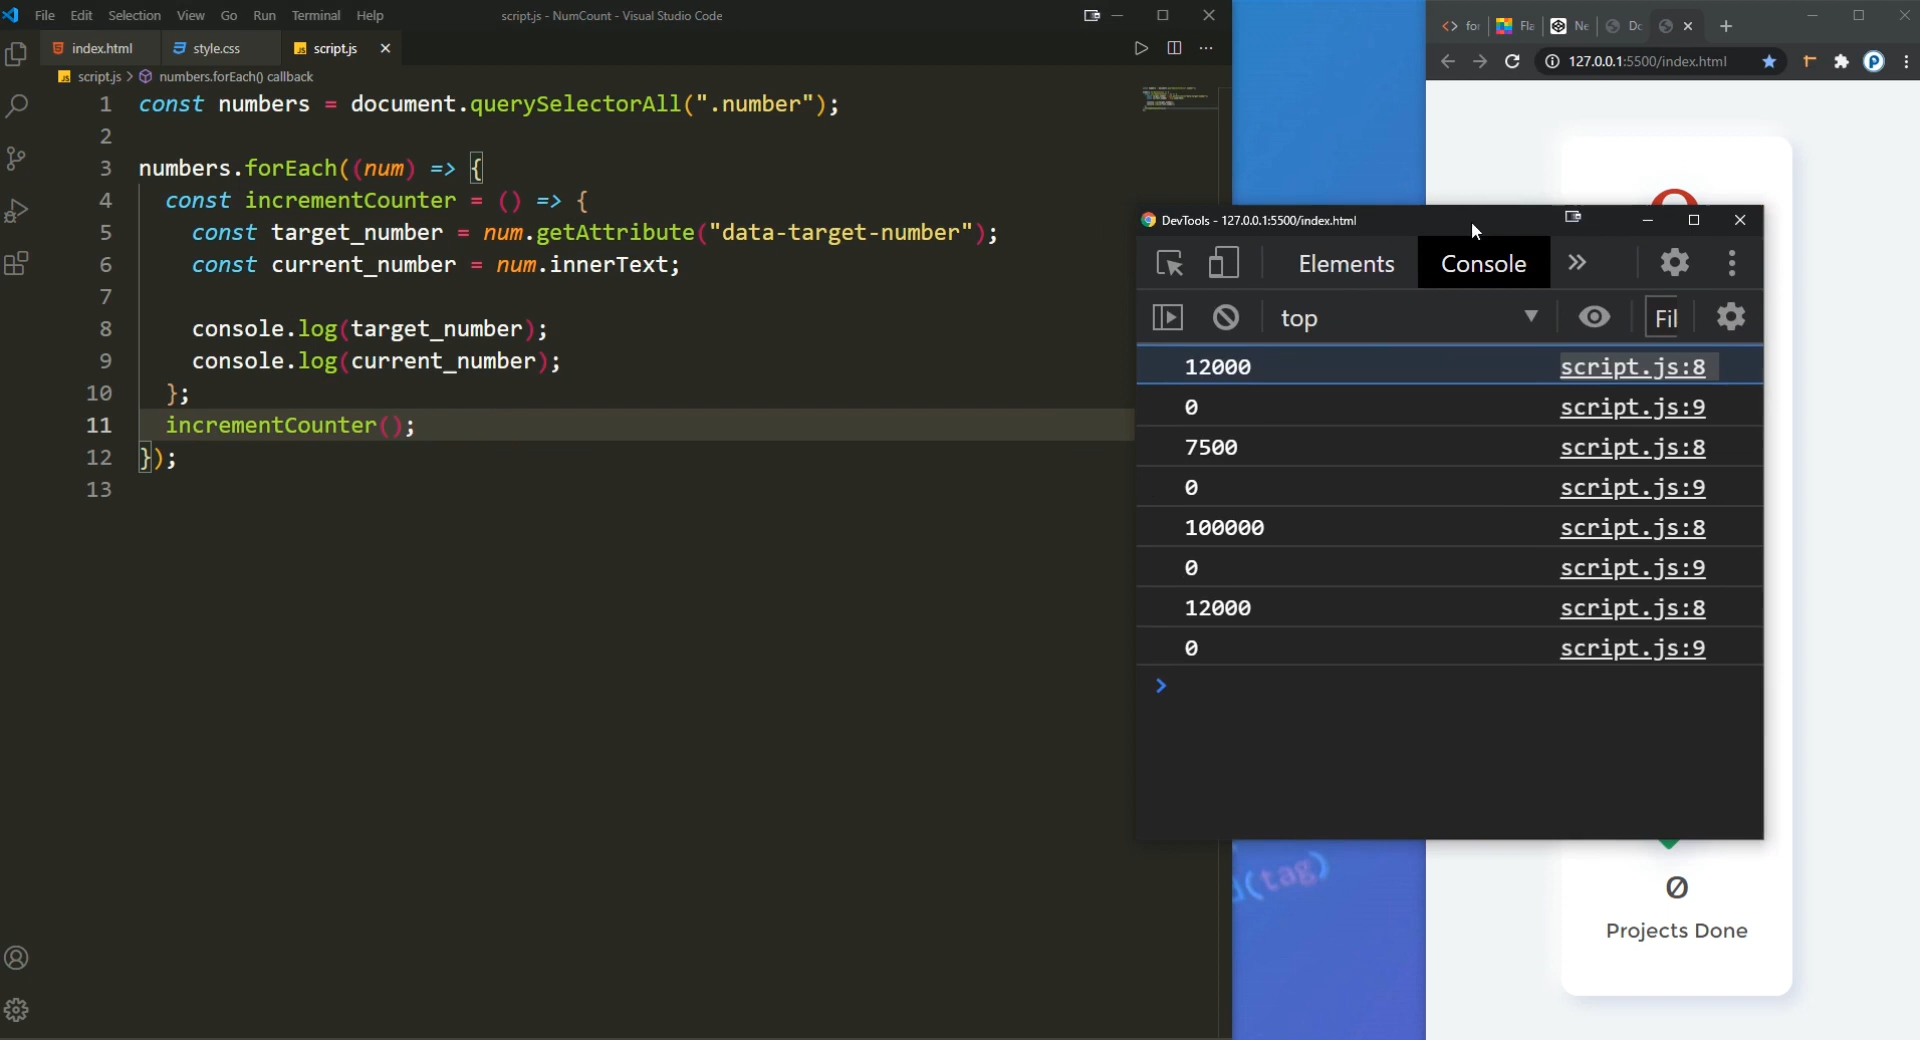 File Edit Selection View Go Run Terminal Help
script.js - NumCount - Visual Studio Code
index.html style.css script.js
script.js > numbers.forEach() callback
1 const numbers = document.querySelectorAll(".number");
2
3 numbers.forEach((num) => {
4 const incrementCounter = () => {
5 const target_number = num.getAttribute("data-target-number");
6 const current_number = num.innerText;
7
8 console.log(target_number);
9 console.log(current_number);
10 };
11 incrementCounter();
12 });
13
for Fla Ne Do
127.0.0.1:5500/index.html
P
DevTools - 127.0.0.1:5500/index.html
Elements Console
top Fil
12000 script.js:8
0 script.js:9
7500 script.js:8
0 script.js:9
100000 script.js:8
0 script.js:9
12000 script.js:8
0 script.js:9
(tag)
0
Projects Done